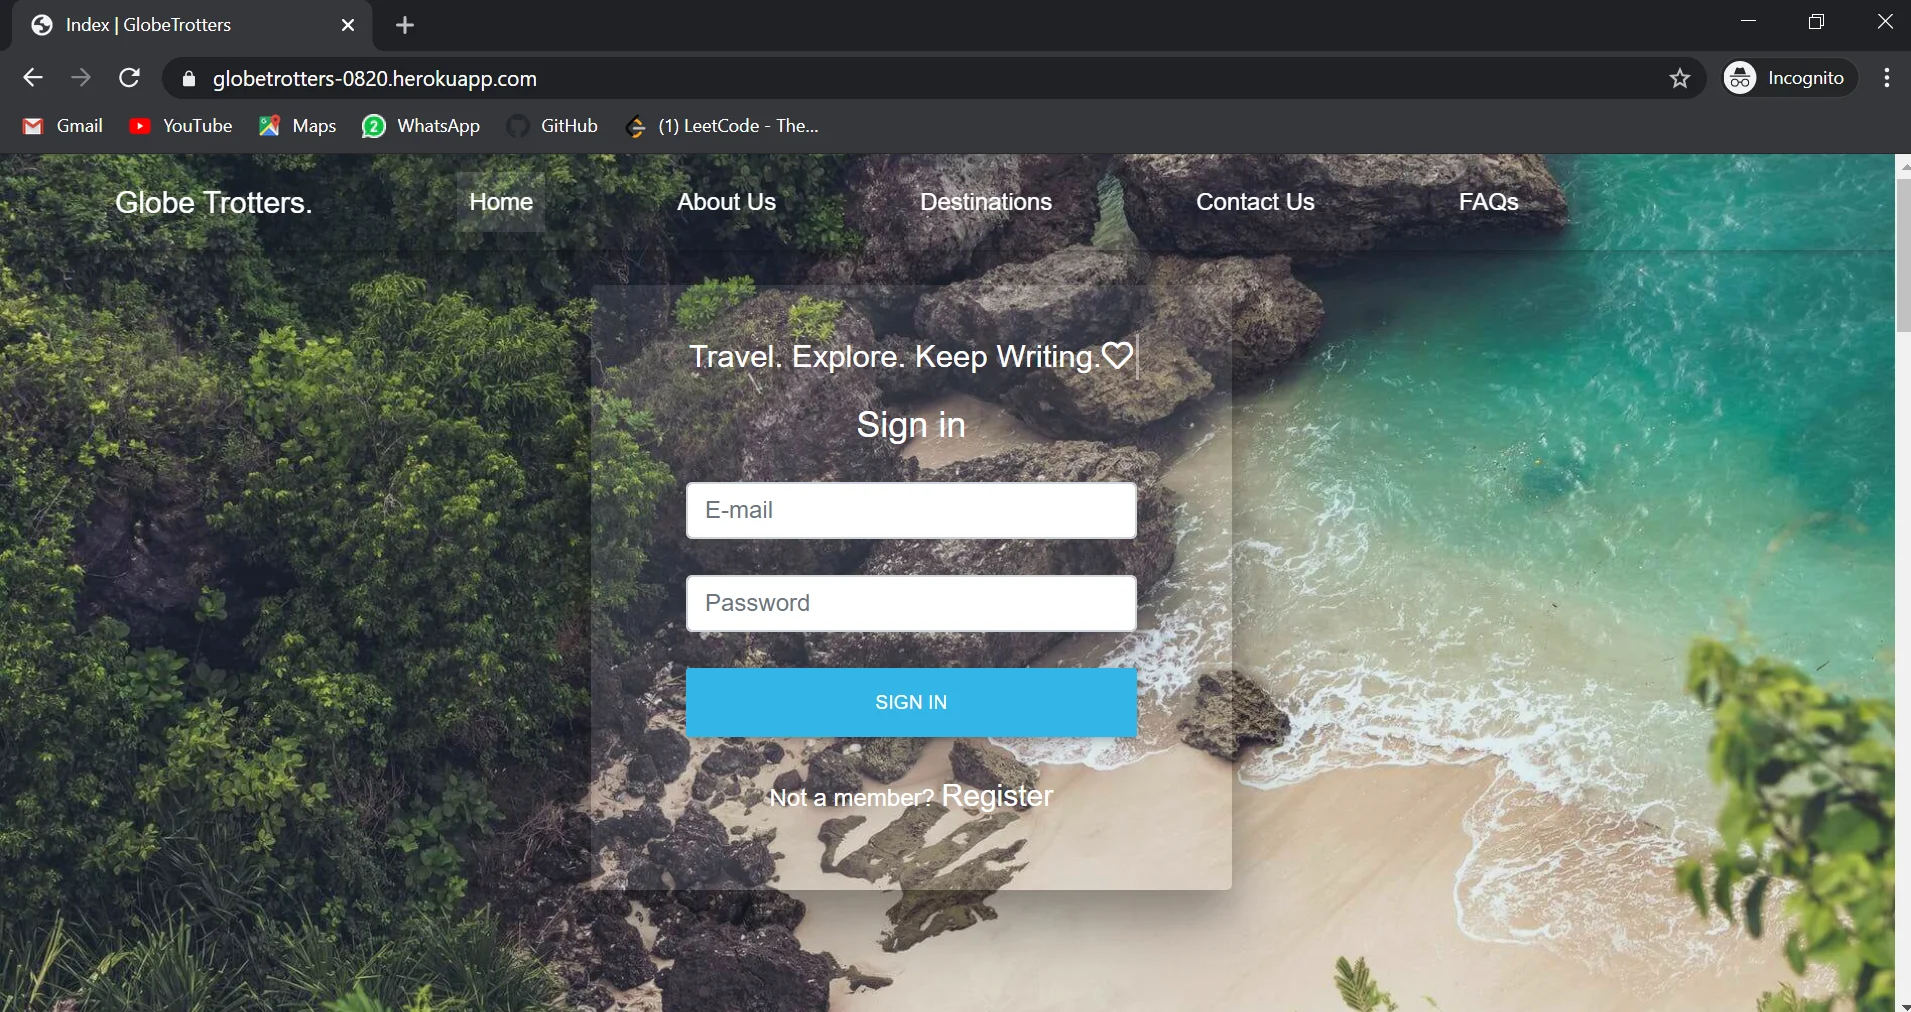 Index | GlobeTrotters
globetrotters-0820.herokuapp.com
Incognito
Gmail YouTube Maps 2 WhatsApp GitHub (1) LeetCode - The...
Globe Trotters. Home About Us Destinations Contact Us FAQs
Travel. Explore. Keep Writing.
Sign in
E-mail
Password
SIGN IN
Not a member? Register